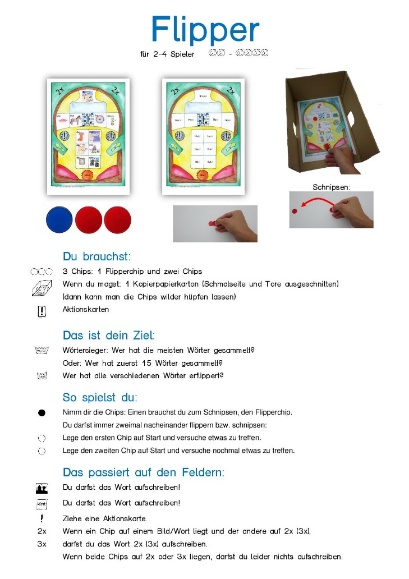 Flipper
für 2-4 Spieler
Schnipsen:
Du brauchst:
3 Chips: 1 Flipperchip und zwei Chips
Wenn du magst: 1 Kopierpapierkarton (Schmalseite und Tore ausgeschnitten)
(dann kann man die Chips wilder hüpfen lassen)
Aktionskarten
Das ist dein Ziel:
Wörtersieger: Wer hat die meisten Wörter gesammelt?
Oder: Wer hat zuerst 15 Wörter gesammelt?
Wer hat alle verschiedenen Wörter erflippert?
So spielst du:
Nimm dir die Chips: Einen brauchst du zum Schnipsen, den Flipperchip.
Du darfst immer zweimal nacheinander flippern bzw. schnipsen:
Lege den ersten Chip auf Start und versuche etwas zu treffen.
Lege den zweiten Chip auf Start und versuche nochmal etwas zu treffen.
Das passiert auf den Feldern:
Du darfst das Wort aufschreiben!
Du darfst das Wort aufschreiben!
! Ziehe eine Aktionskarte.
2x Wenn ein Chip auf einem Bild/Wort liegt und der andere auf 2x (3x),
3x darfst du das Wort 2x (3x) aufschreiben.
Wenn beide Chips auf 2x oder 3x liegen, darfst du leider nichts aufschreiben.